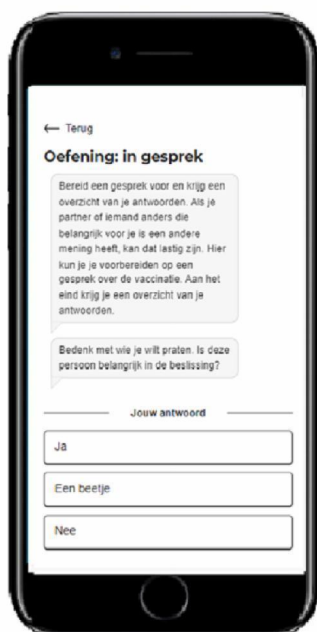 ← Terug
Oefening: in gesprek
Bereid een gesprek voor en krijg een
overzicht van je antwoorden. Als je
partner of iemand anders die
belangrijk voor je is een andere
mening heeft, kan dat lastig zijn. Hier
kun je je voorbereiden op een
gesprek over de vaccinatie. Aan het
eind krijg je een overzicht van je
antwoorden.
Bedenk met wie je wilt praten. Is deze
persoon belangrijk in de beslissing?
Jouw antwoord
Ja
Een beetje
Nee